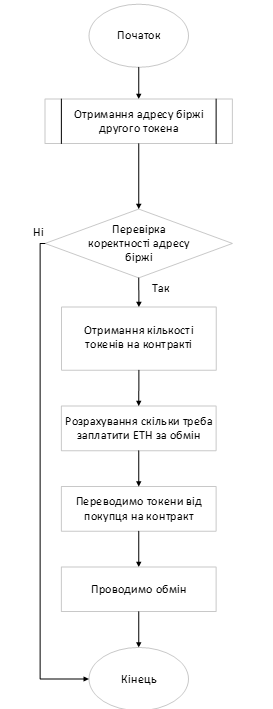 Початок
Отримання адресу біржі
другого токена
Перевірка
коректності адресу
біржі
Ні
Так
Отримання кількості
токенів на контракті
Розрахування скільки треба
заплатити ETH за обмін
Переводимо токени від
покупця на контракт
Проводимо обмін
Кінець